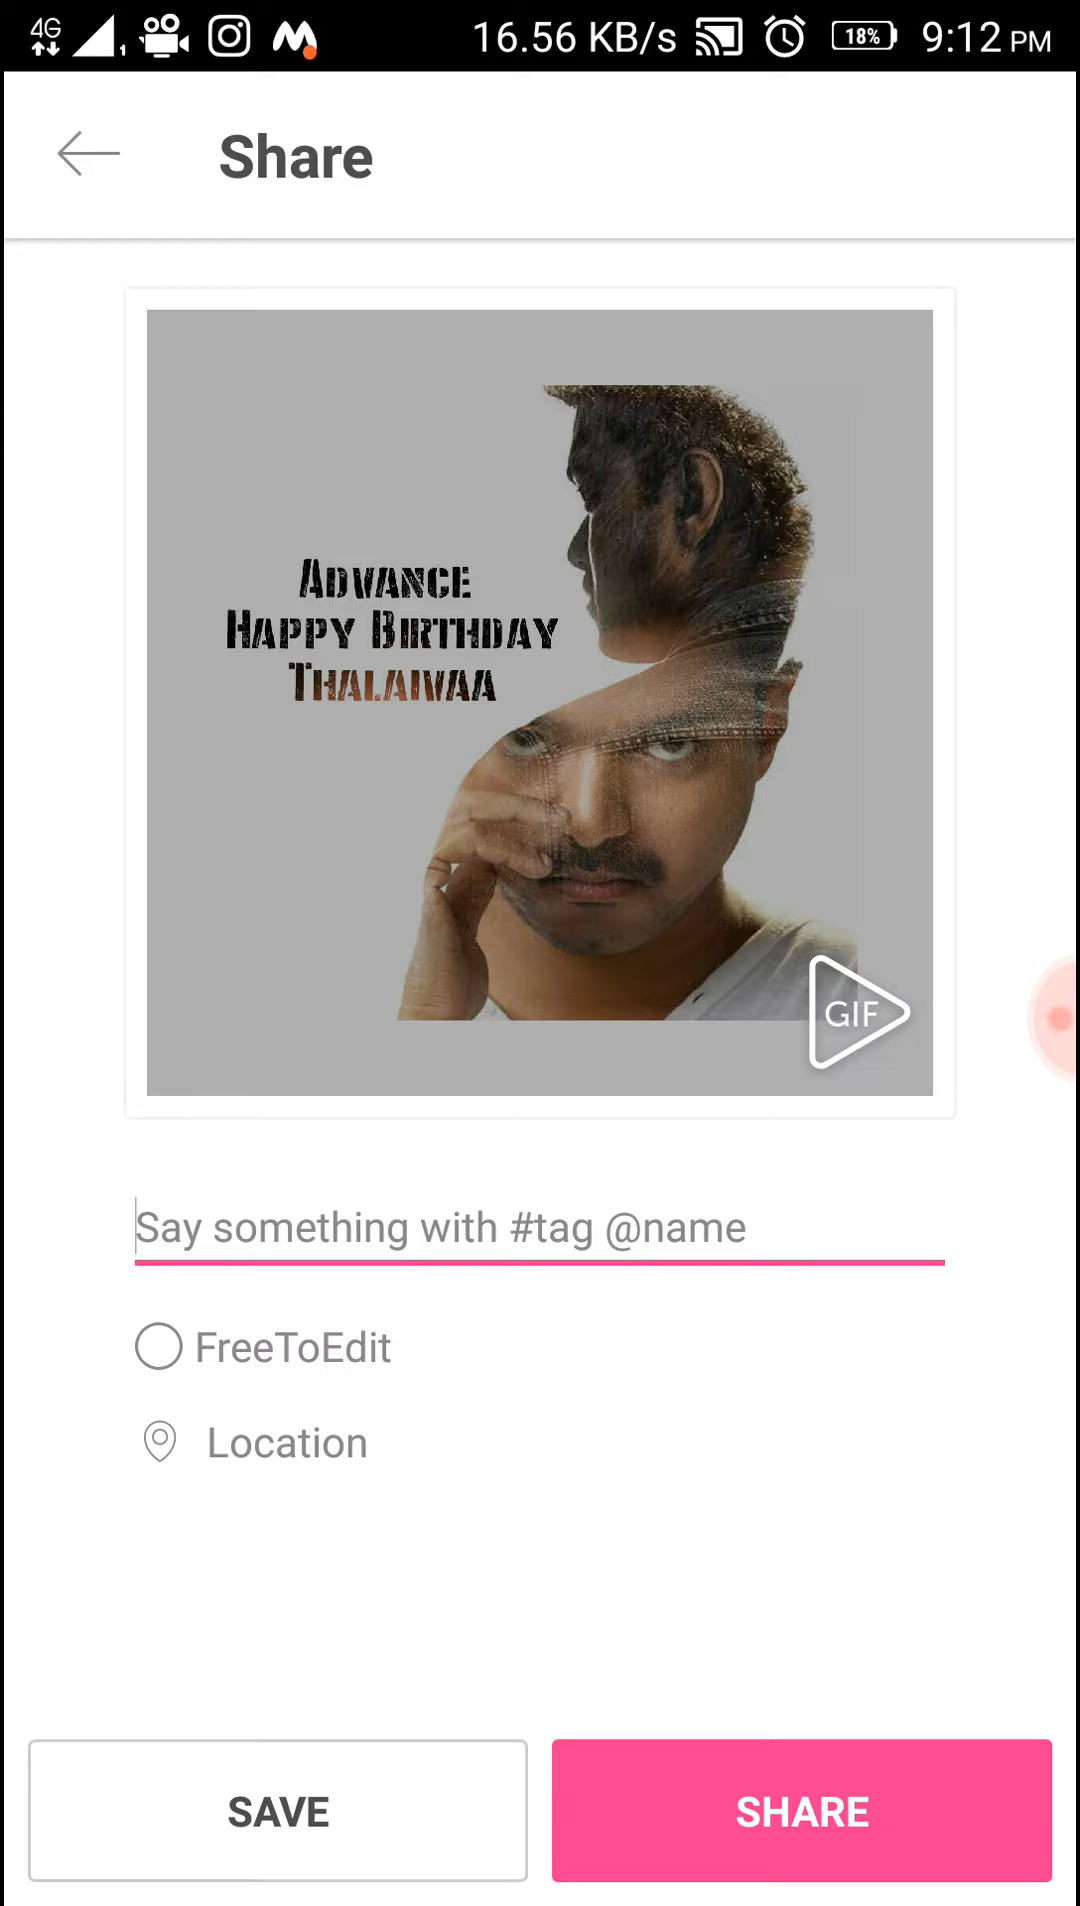 4G 1 16.56 KB/s 18% 9:12 PM
Share
ADVANCE
HAPPY BIRTHDAY
THALAIVAA
GIF
Say something with #tag @name
FreeToEdit
Location
SAVE SHARE